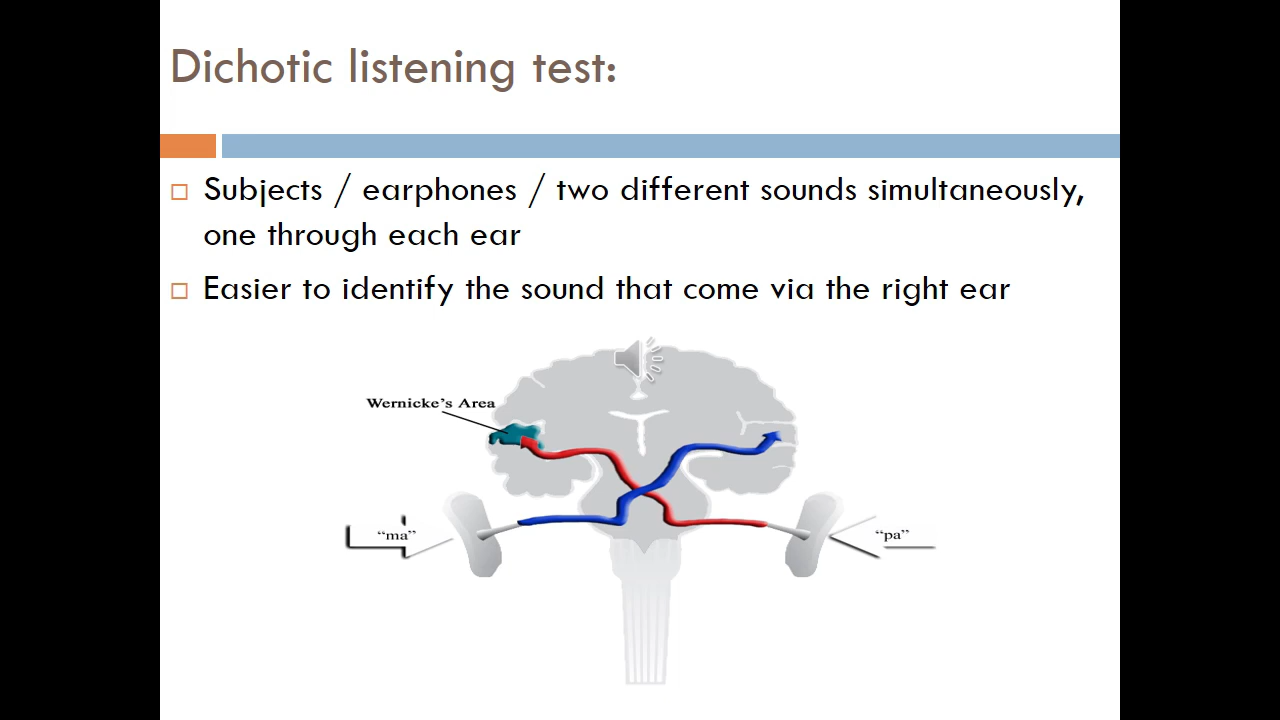 Dichotic listening test:
Subjects / earphones / two different sounds simultaneously,
one through each ear
Easier to identify the sound that come via the right ear
Wernicke's Area
“ma”
“pa”